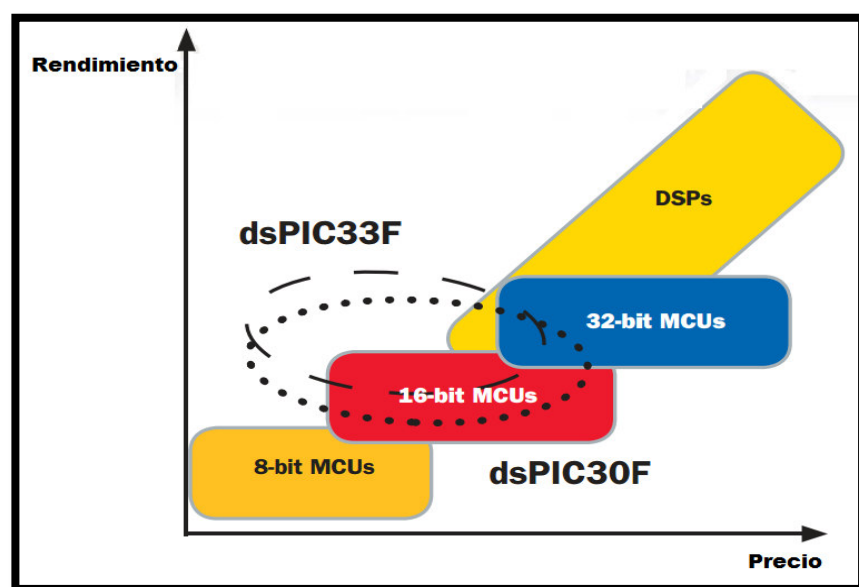 Rendimiento
DSPs
dsPIC33F
32-bit MCUs
16-bit MCUs
8-bit MCUs
dsPIC30F
Precio